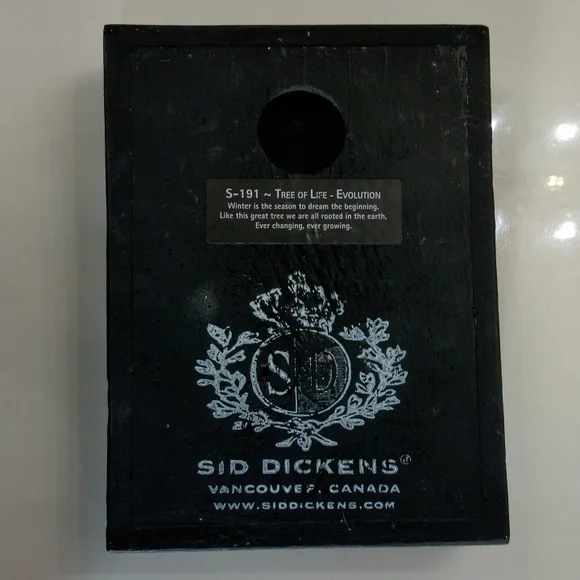 S-191 ~ TREE OF LIFE - EVOLUTION
Winter is the season to dream the beginning.
Like this great tree we are all rooted in the earth,
Ever changing, ever growing.
SD
SID DICKENS®
VANCOUVER, CANADA
WWW.SIDDICKENS.COM